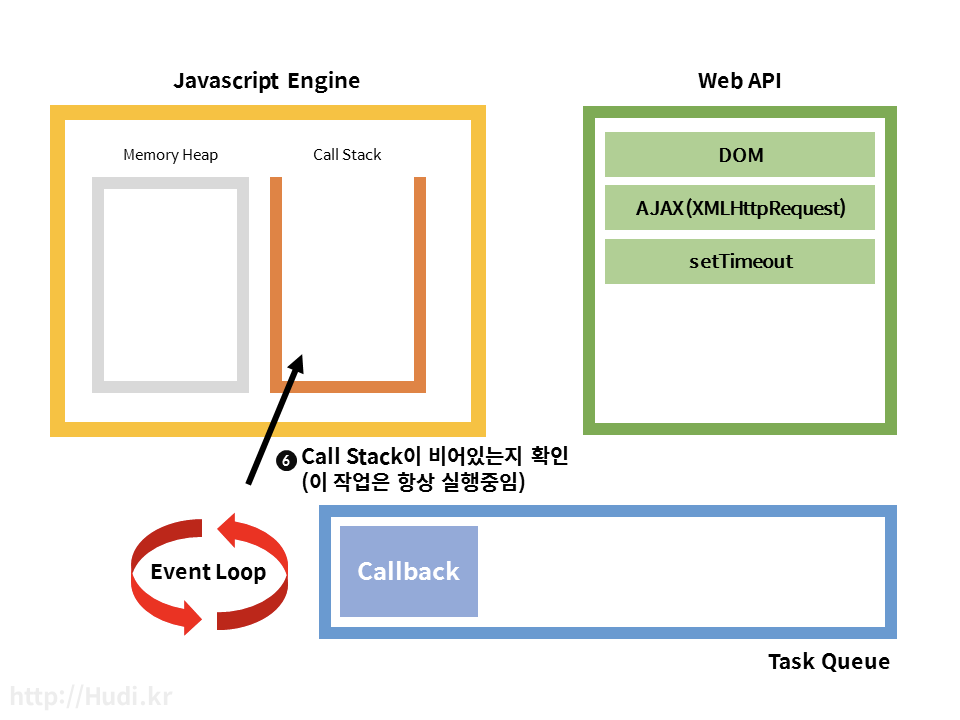 Javascript Engine
Web API
Memory Heap
Call Stack
DOM
AJAX(XMLHttpRequest)
setTimeout
6 Call Stack이 비어있는지 확인
(이 작업은 항상 실행중임)
Event Loop
Callback
Task Queue
http://Hudi.kr